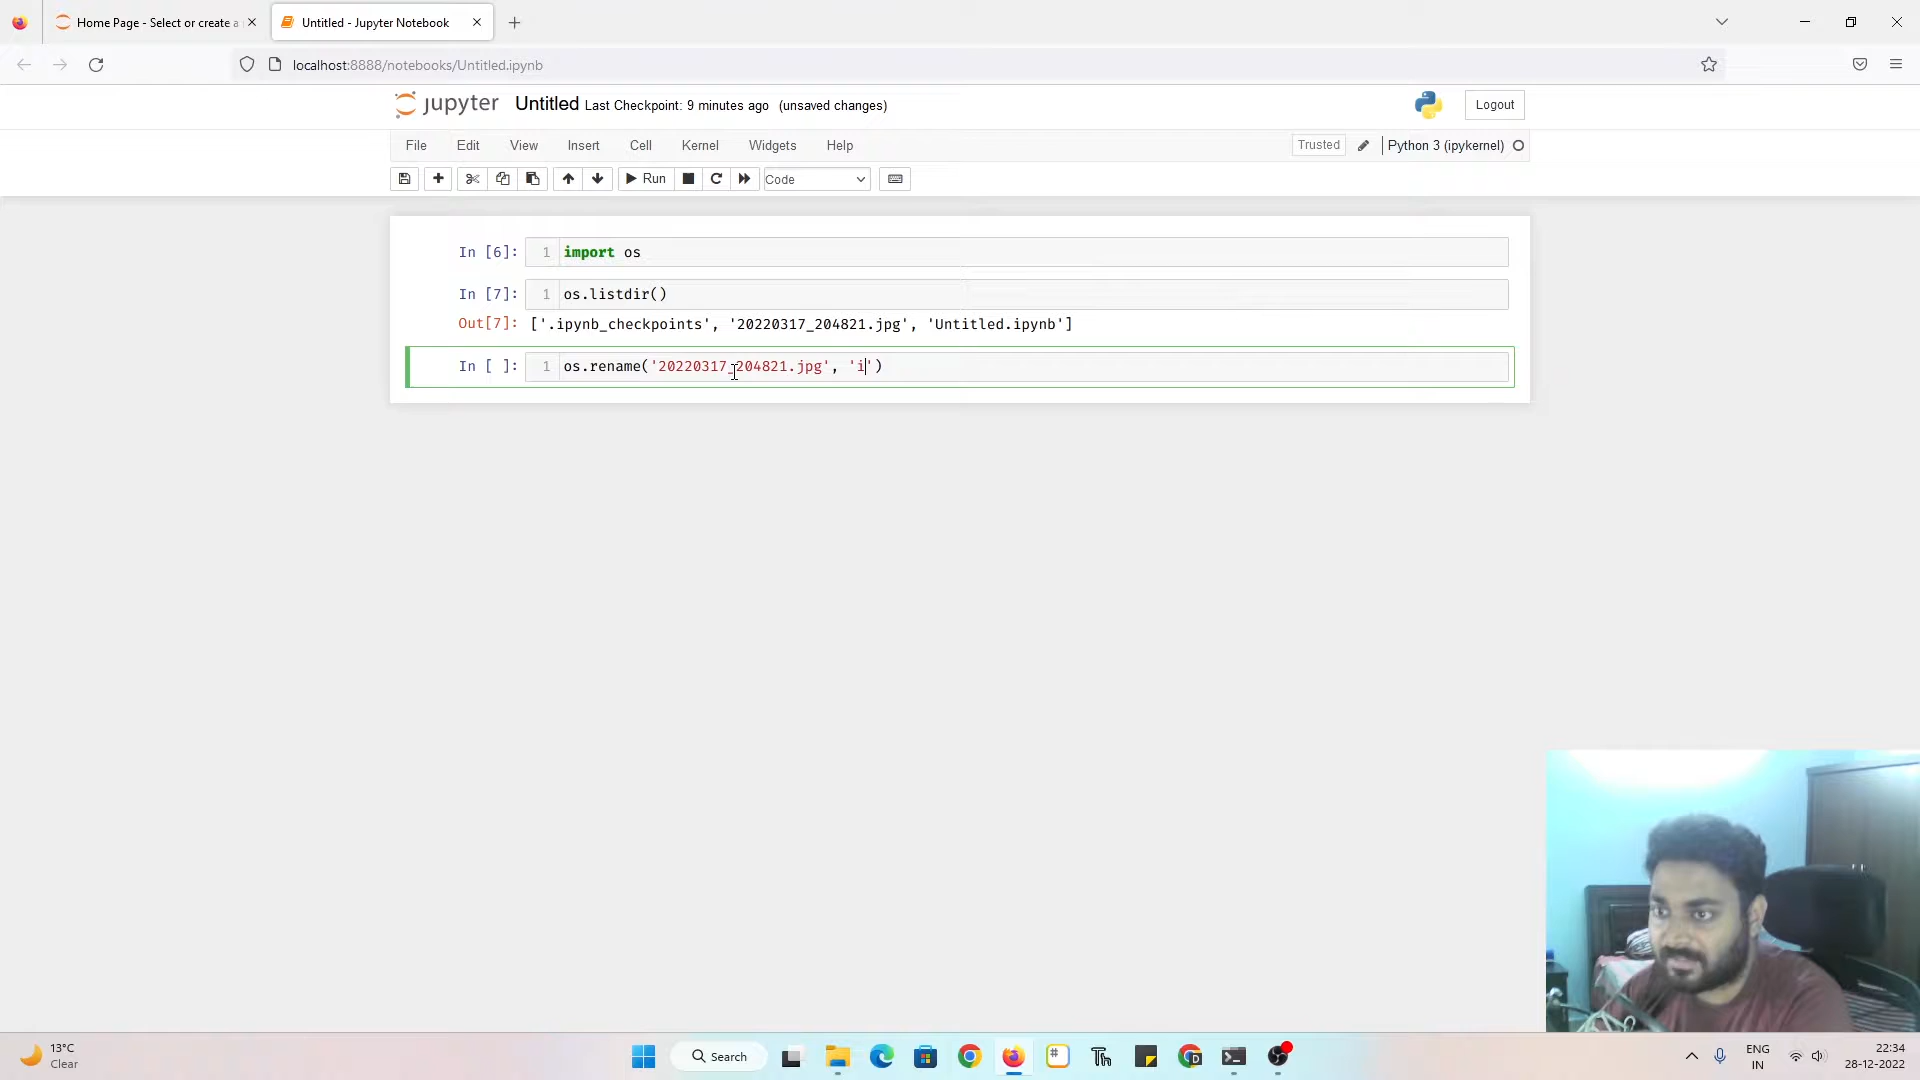 Home Page - Select or create a
Untitled - Jupyter Notebook
localhost:8888/notebooks/Untitled.ipynb
jupyter Untitled Last Checkpoint: 9 minutes ago (unsaved changes) Logout
File Edit View Insert Cell Kernel Widgets Help Trusted Python 3 (ipykernel)
Run Code
In [6]: 1 import os
In [7]: 1 os.listdir()
Out[7]: ['.ipynb_checkpoints', '20220317_204821.jpg', 'Untitled.ipynb']
In [ ]: 1 os.rename('20220317_204821.jpg', 'i')
13°C
Clear
Search
Th
ENG
IN
22:34
28-12-2022